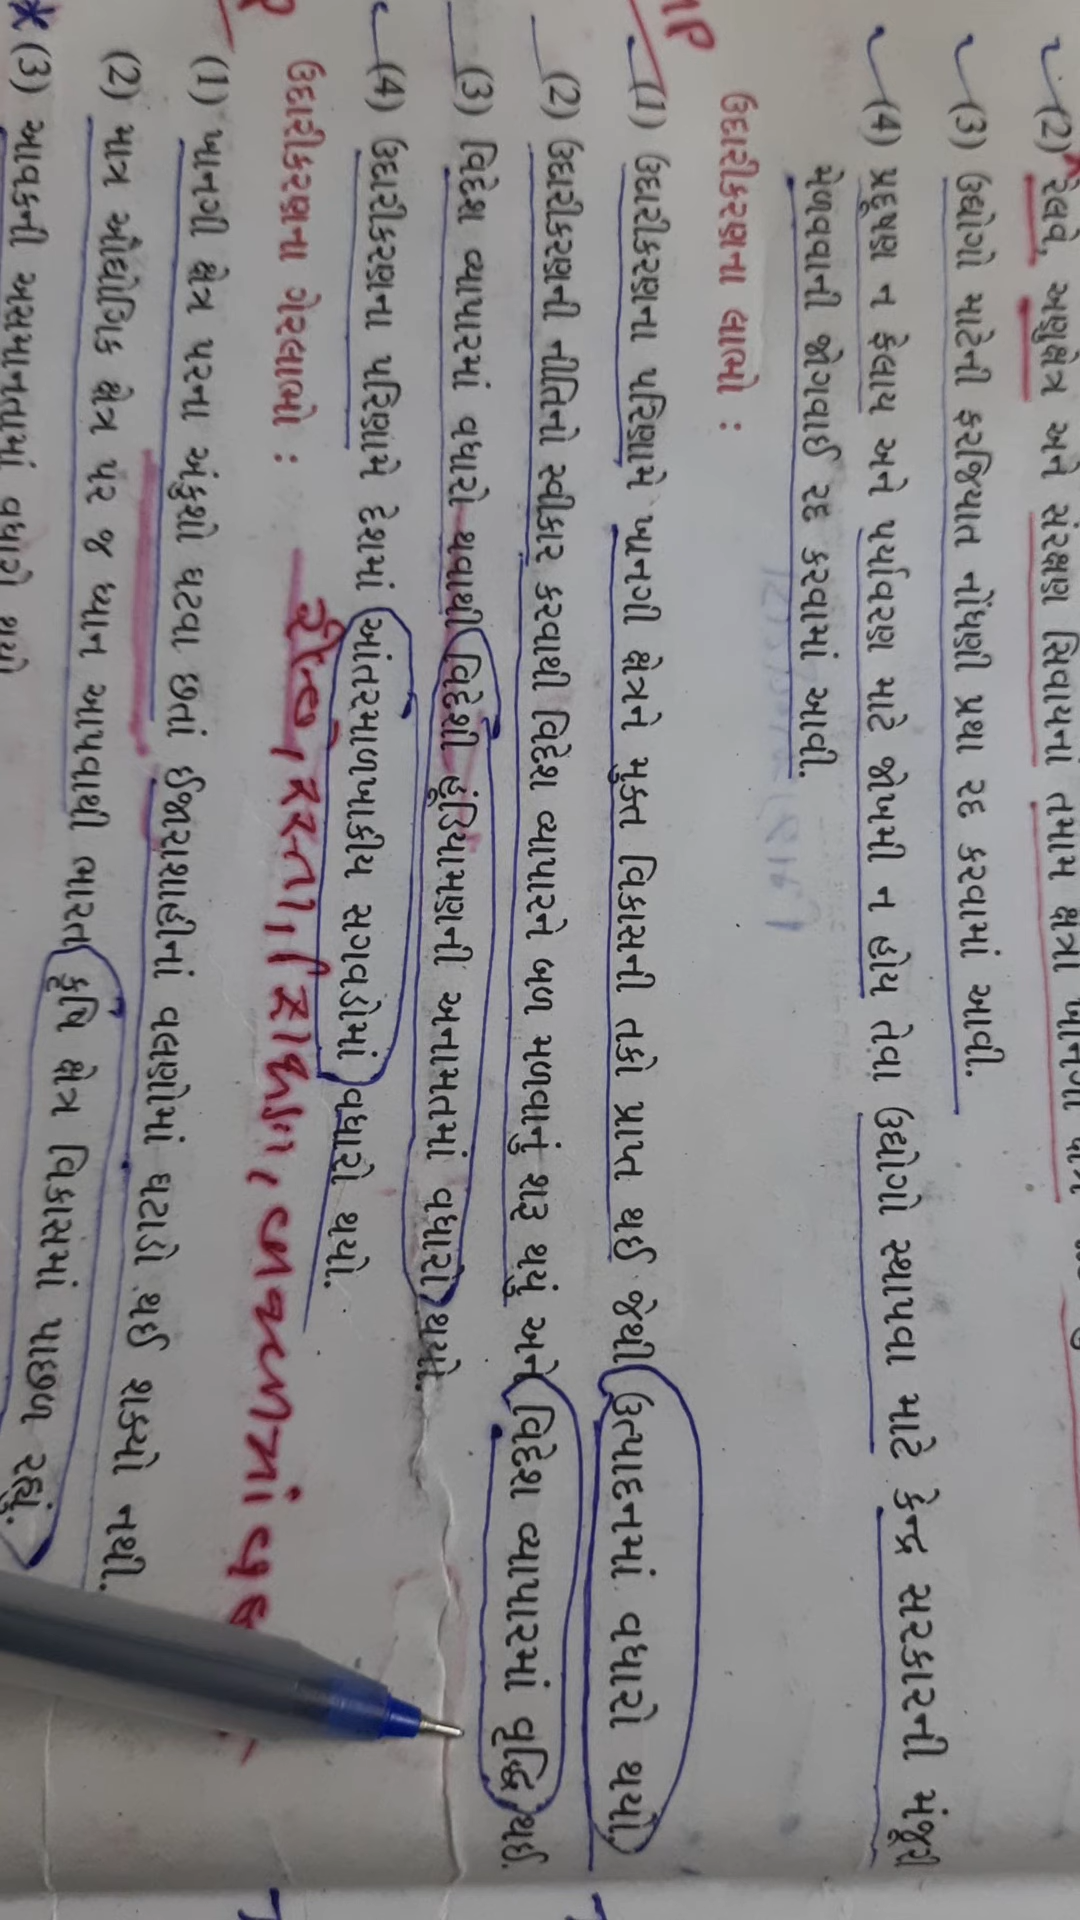 (2) રેલવે, અણુક્ષેત્ર અને સંરક્ષણ સિવાયનાં તમામ ક્ષેત્રો ખાનગી
(3) ઉદ્યોગો માટેની ફરજિયાત નોંધણી પ્રથા રદ કરવામાં આવી.
(4) પ્રદૂષણ ન ફેલાય અને પર્યાવરણ માટે જોખમી ન હોય તેવા ઉદ્યોગો સ્થાપવા માટે કેન્દ્ર સરકારની મંજૂરી
મેળવવાની જોગવાઈ રદ કરવામાં આવી.
IMP
ઉદારીકરણના લાભો :
(1) ઉદારીકરણના પરિણામે ખાનગી ક્ષેત્રને મુક્ત વિકાસની તકો પ્રાપ્ત થઈ જેથી ઉત્પાદનમાં વધારો થયો.
(2) ઉદારીકરણની નીતિનો સ્વીકાર કરવાથી વિદેશ વ્યાપારને બળ મળવાનું શરૂ થયું અને વિદેશ વ્યાપારમાં વૃદ્ધિ થઈ.
(3) વિદેશ વ્યાપારમાં વધારો થવાથી વિદેશી હૂંડિયામણની અનામતમાં વધારો થયો.
(4) ઉદારીકરણના પરિણામે દેશમાં આંતરમાળખાકીય સગવડોમાં વધારો થયો.
ઉદારીકરણના ગેરલાભો :
(1) ખાનગી ક્ષેત્ર પરના અંકુશો ઘટવા છતાં ઈજારાશાહીનાં વલણોમાં ઘટાડો થઈ શક્યો નથી.
(2) માત્ર ઔદ્યોગિક ક્ષેત્ર પર જ ધ્યાન આપવાથી ભારત કૃષિ ક્ષેત્ર વિકાસમાં પાછળ રહ્યું.
* (3) આવકની અસમાનતામાં વધારો થયો